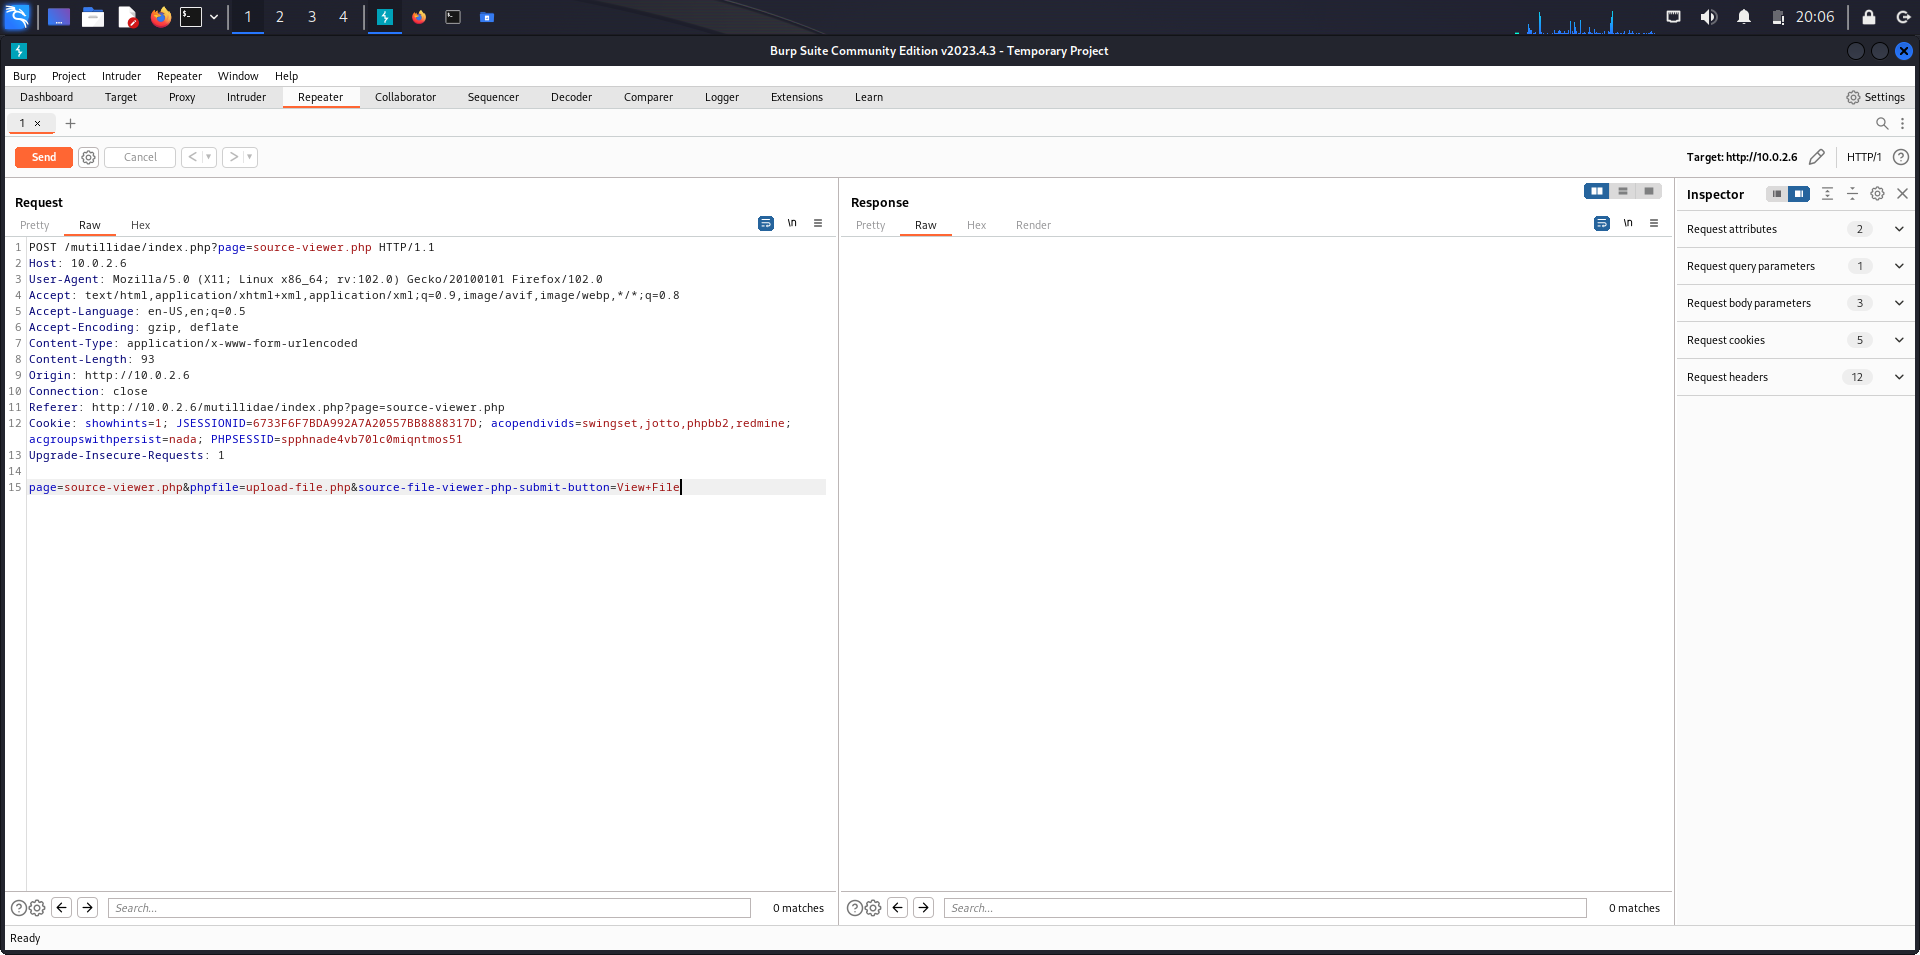 1 2 3 4 20:06
Burp Suite Community Edition v2023.4.3 - Temporary Project
Burp Project Intruder Repeater Window Help
Dashboard Target Proxy Intruder Repeater Collaborator Sequencer Decoder Comparer Logger Extensions Learn Settings
1 × +
Send Cancel < > Target: http://10.0.2.6 HTTP/1
Request
Pretty Raw Hex \n
1 POST /mutillidae/index.php?page=source-viewer.php HTTP/1.1
2 Host: 10.0.2.6
3 User-Agent: Mozilla/5.0 (X11; Linux x86_64; rv:102.0) Gecko/20100101 Firefox/102.0
4 Accept: text/html,application/xhtml+xml,application/xml;q=0.9,image/avif,image/webp,*/*;q=0.8
5 Accept-Language: en-US,en;q=0.5
6 Accept-Encoding: gzip, deflate
7 Content-Type: application/x-www-form-urlencoded
8 Content-Length: 93
9 Origin: http://10.0.2.6
10 Connection: close
11 Referer: http://10.0.2.6/mutillidae/index.php?page=source-viewer.php
12 Cookie: showhints=1; JSESSIONID=6733F6F7BDA992A7A20557BB8888317D; acopendivids=swingset,jotto,phpbb2,redmine;
acgroupswithpersist=nada; PHPSESSID=spphnade4vb70lc0miqntmos51
13 Upgrade-Insecure-Requests: 1
14
15 page=source-viewer.php&phpfile=upload-file.php&source-file-viewer-php-submit-button=View+File
Search... 0 matches
Response
Pretty Raw Hex Render \n
Search... 0 matches
Inspector
Request attributes 2
Request query parameters 1
Request body parameters 3
Request cookies 5
Request headers 12
Ready